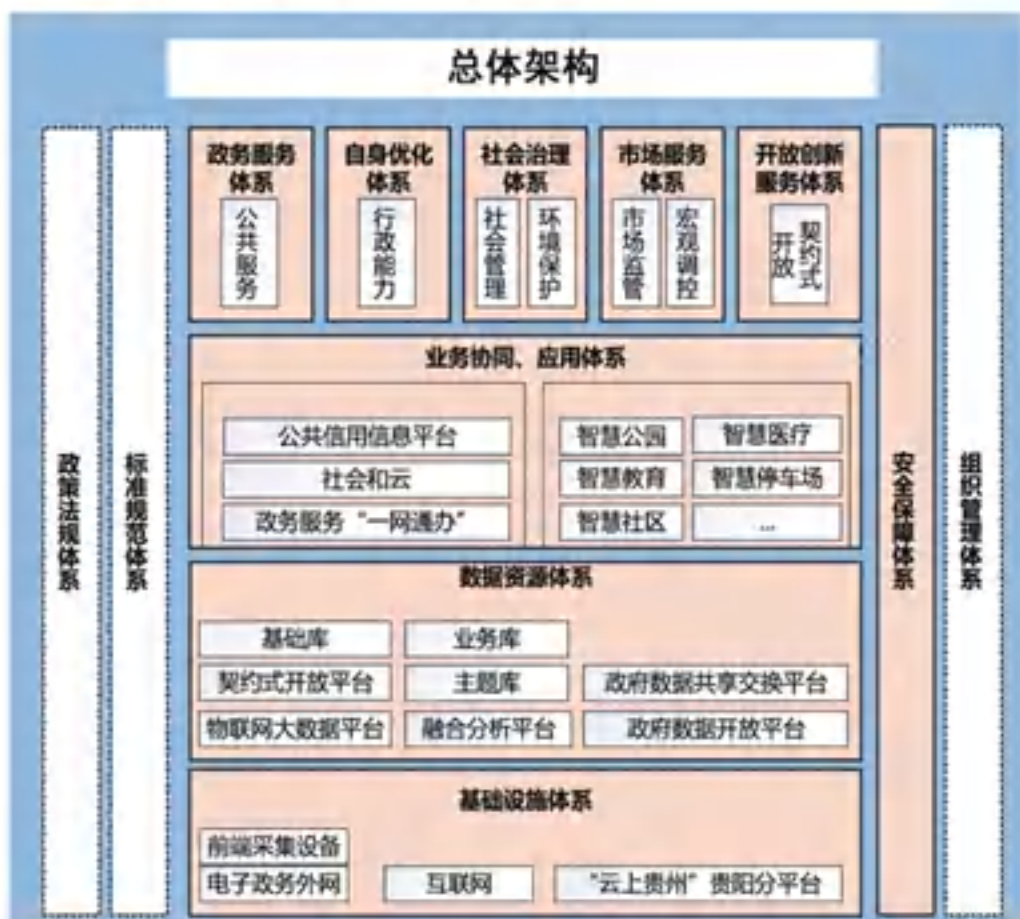 总体架构
政策法规体系
标准规范体系
政务服务
体系
公共服务
自身优化
体系
行政能力
社会治理
体系
社会管理
环境保护
市场服务
体系
市场监管
宏观调控
开放创新
服务体系
契约式
开放
业务协同、应用体系
公共信用信息平台
社会和云
政务服务“一网通办”
智慧公园
智慧医疗
智慧教育
智慧停车场
智慧社区
...
数据资源体系
基础库
业务库
契约式开放平台
主题库
政府数据共享交换平台
物联网大数据平台
融合分析平台
政府数据开放平台
基础设施体系
前端采集设备
电子政务外网
互联网
“云上贵州”贵阳分平台
安全保障体系
组织管理体系